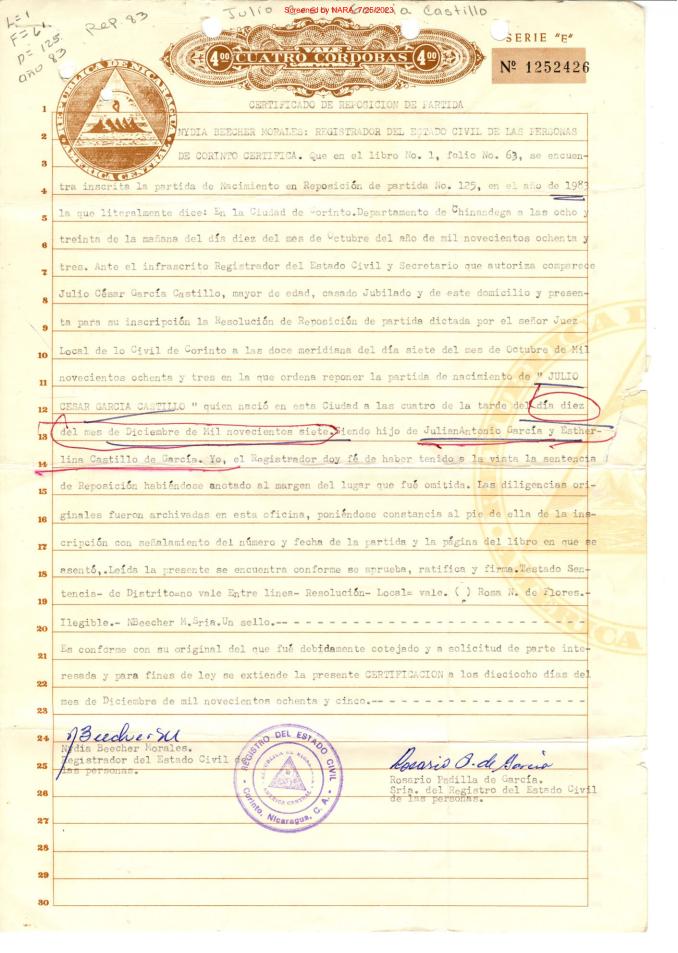 Screened by NARA 7/25/2023
L=1
F=61
P= 125
año 83
Rep. 83
Julio a Castillo
VALE
4⁰⁰ CUATRO CORDOBAS 4⁰⁰
SERIE "E"
Nº 1252426
REPUBLICA DE NICARAGUA
AMERICA CENTRAL
1 CERTIFICADO DE REPOSICION DE PARTIDA
2 NYDIA BEECHER MORALES: REGISTRADOR DEL ESTADO CIVIL DE LAS PERSONAS
3 DE CORINTO CERTIFICA. Que en el libro No. 1, folio No. 63, se encuen-
4 tra inscrita la partida de Nacimiento en Reposición de partida No. 125, en el año de 1983
5 la que literalmente dice: En la Ciudad de Corinto.Departamento de Chinandega a las ocho y
6 treinta de la mañana del día diez del mes de Octubre del año de mil novecientos ochenta y
7 tres. Ante el infrascrito Registrador del Estado Civil y Secretario que autoriza comparece
8 Julio César García Castillo, mayor de edad, casado Jubilado y de este domicilio y presen-
9 ta para su inscripción la Resolución de Reposición de partida dictada por el señor Juez
10 Local de lo Civil de Corinto a las doce meridiana del día siete del mes de Octubre de Mil
11 novecientos ochenta y tres en la que ordena reponer la partida de nacimiento de " JULIO
12 CESAR GARCIA CASTILLO " quien nació en esta Ciudad a las cuatro de la tarde del día diez
13 del mes de Diciembre de Mil novecientos siete. Siendo hijo de JulianAntonio García y Esther-
14 lina Castillo de García. Yo, el Registrador doy fé de haber tenido a la vista la sentencia
15 de Reposición habiéndose anotado al margen del lugar que fué omitida. Las diligencias ori-
16 ginales fueron archivadas en esta oficina, poniéndose constancia al pie de ella de la ins-
17 cripción con señalamiento del número y fecha de la partida y la página del libro en que se
18 asentó,.Leída la presente se encuentra conforme se aprueba, ratifica y firma.Testado Sen-
19 tencia- de Distrito=no vale Entre linea- Resolución- Local= vale. ( ) Rosa N. de Flores.-
20 Ilegible.- NBeecher M.Sria. Un sello.-- - - - - - - - - - - - - - - - - - - - - - - - -
21 Es conforme con su original del que fué debidamente cotejado y a solicitud de parte inte-
22 resada y para fines de ley se extiende la presente CERTIFICACION a los dieciocho días del
23 mes de Diciembre de mil novecientos ochenta y cinco.-- - - - - - - - - - - - - - - - -
24 NBeecher M
Nydia Beecher Morales.
25 Registrador del Estado Civil de
las personas.
REGISTRO DEL ESTADO CIVIL
REPUBLICA DE NICARAGUA
AMERICA CENTRAL
Corinto, Nicaragua, C. A.
Rosario P. de García
Rosario Padilla de García.
26 Sria. del Registro del Estado Civil
de las personas.
27
28
29
30